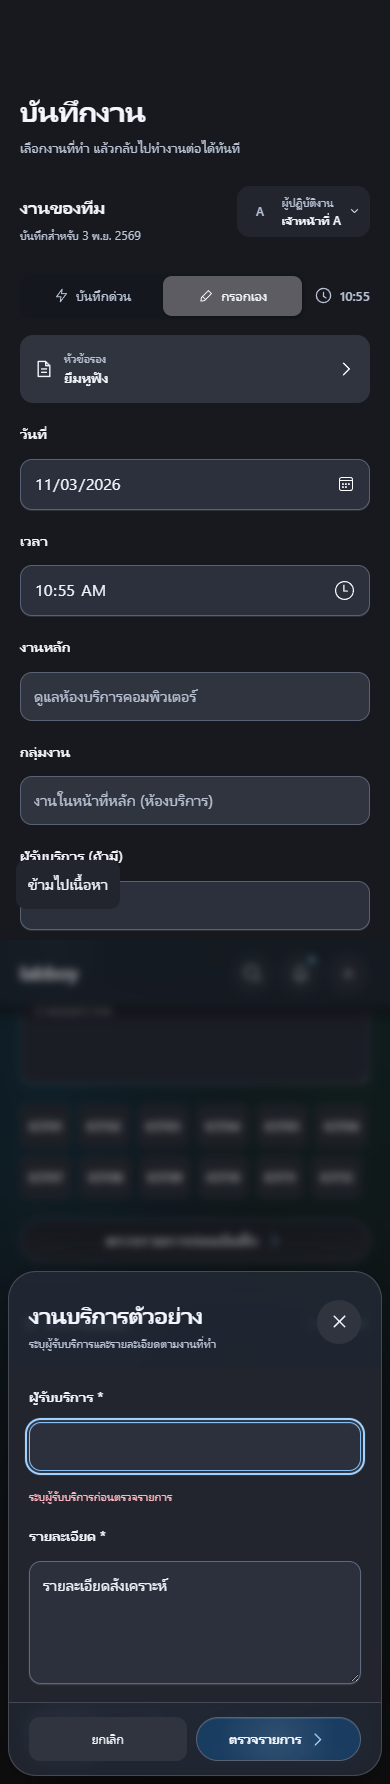 บันทึกงาน
เลือกงานที่ทำ แล้วกลับไปทำงานต่อได้ทันที
งานของทีม
บันทึกสำหรับ 3 พ.ย. 2569
A
ผู้ปฏิบัติงาน
เจ้าหน้าที่ A
บันทึกด่วน
กรอกเอง
10:55
หัวข้อรอง
ยืมหูฟัง
วันที่
11/03/2026
เวลา
10:55 AM
งานหลัก
ดูแลห้องบริการคอมพิวเตอร์
กลุ่มงาน
งานในหน้าที่หลัก (ห้องบริการ)
ผู้รับบริการ (ถ้ามี)
ข้ามไปเนื้อหา
งานบริการตัวอย่าง
ระบุผู้รับบริการและรายละเอียดตามงานที่ทำ
ผู้รับบริการ *
ระบุผู้รับบริการก่อนตรวจรายการ
รายละเอียด *
รายละเอียดสังเคราะห์
ยกเลิก
ตรวจรายการ